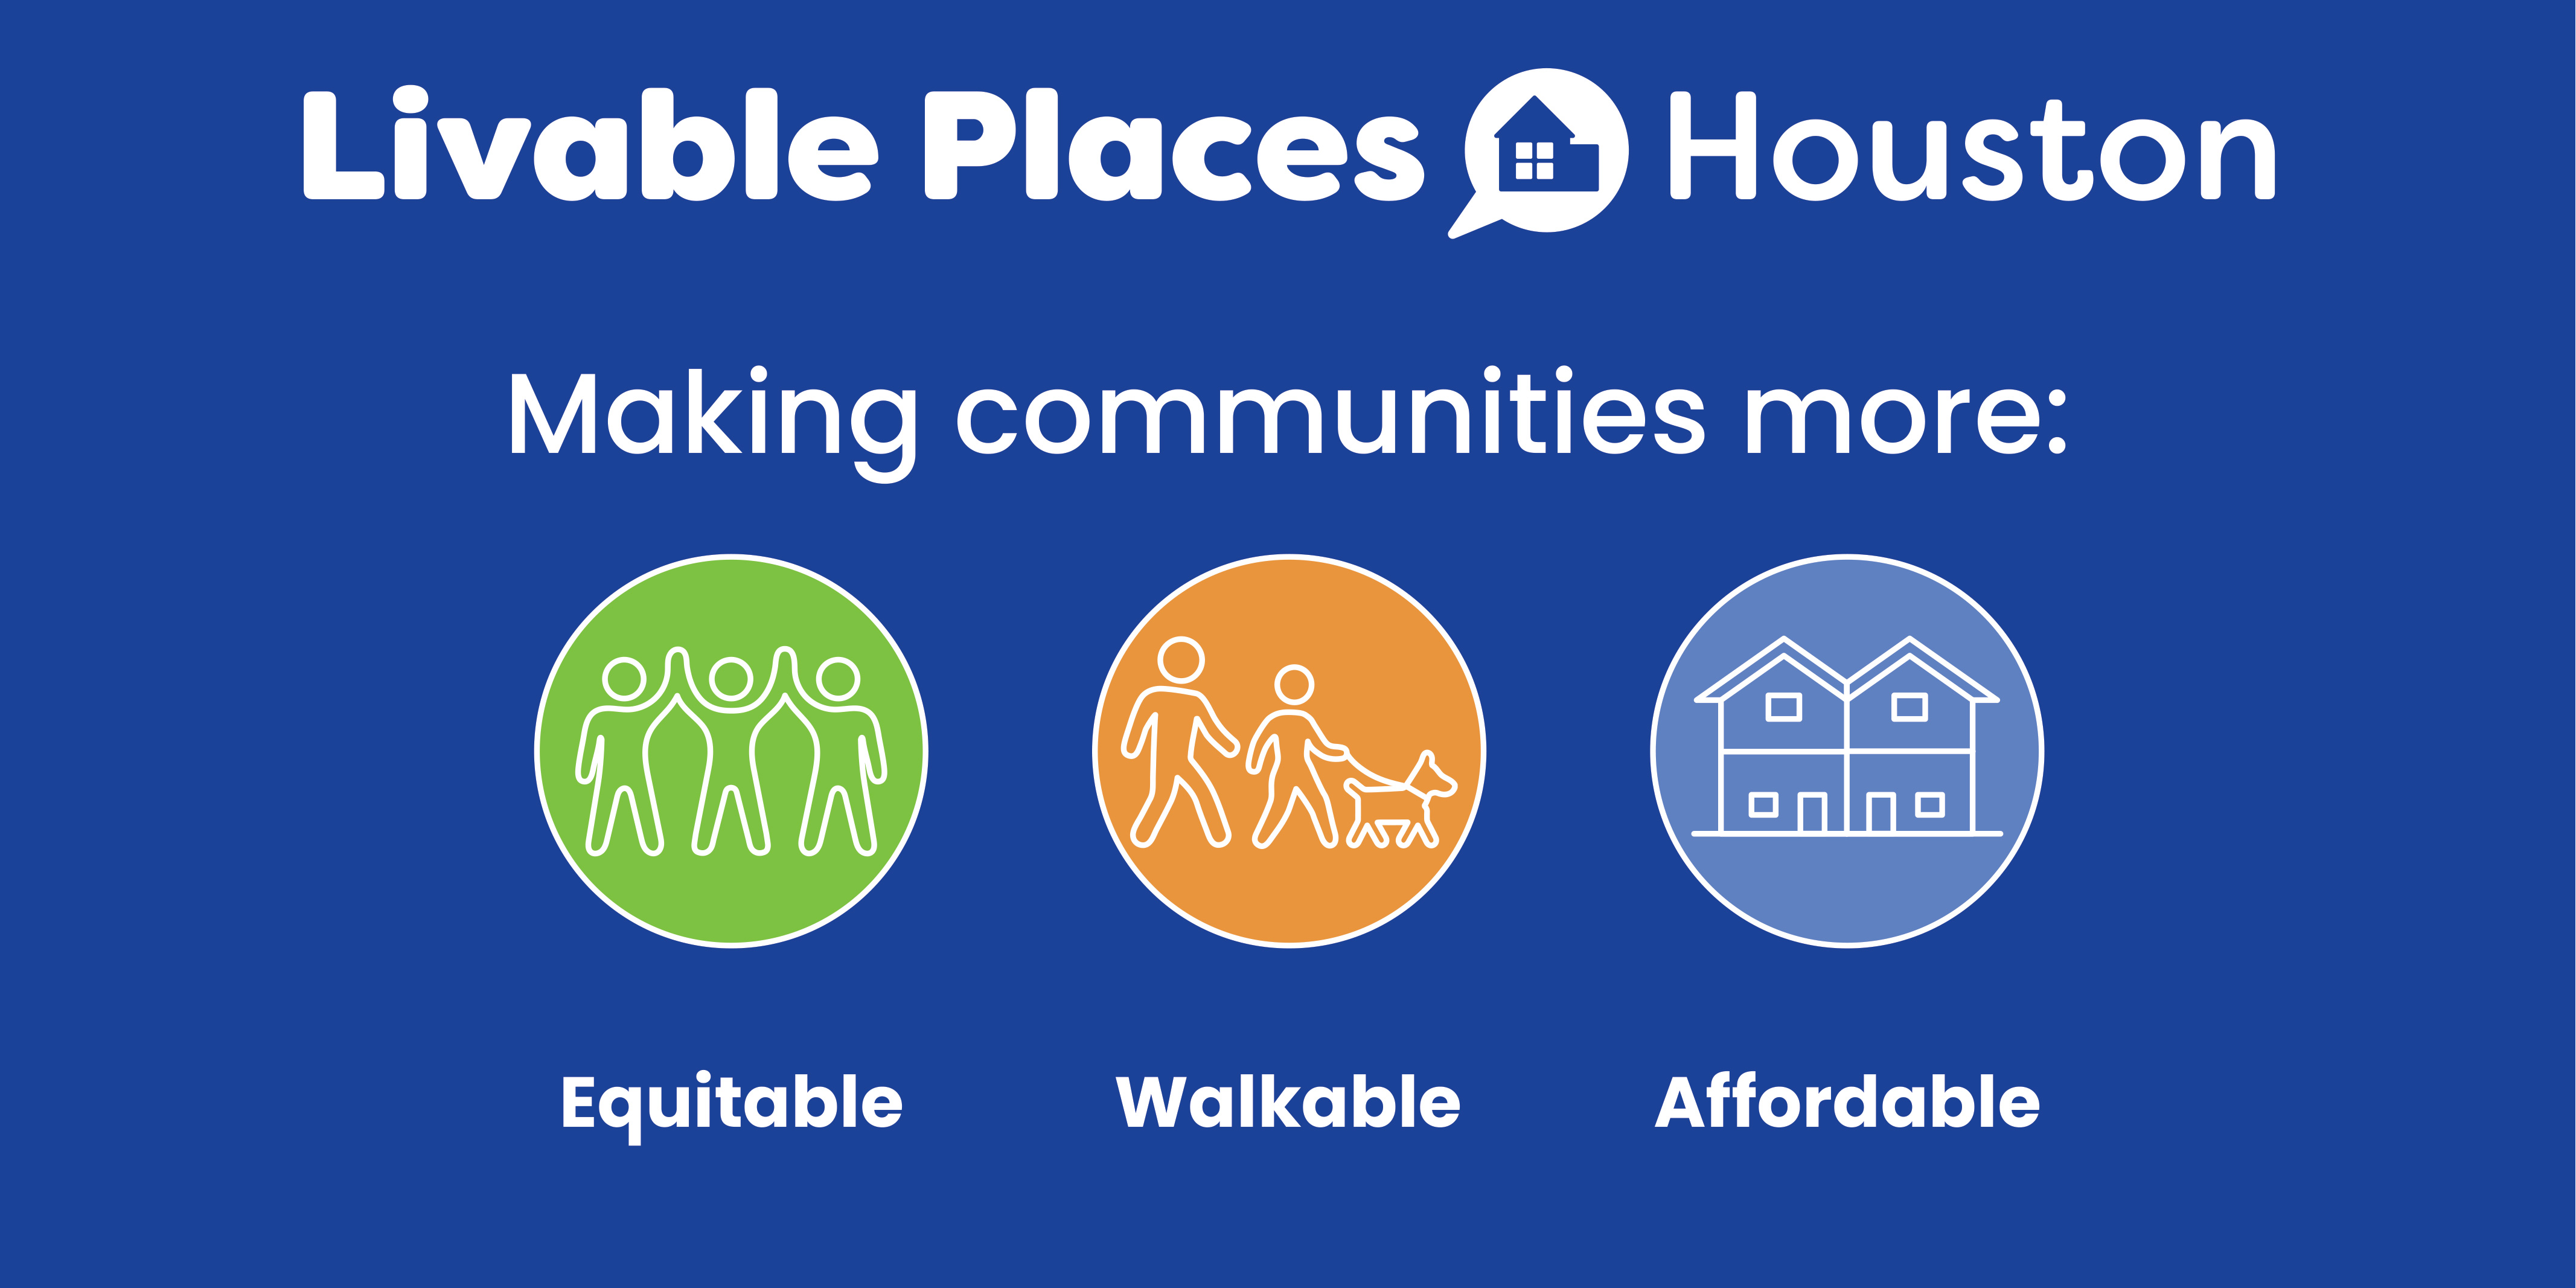 Livable Places Houston
Making communities more:
Equitable Walkable Affordable